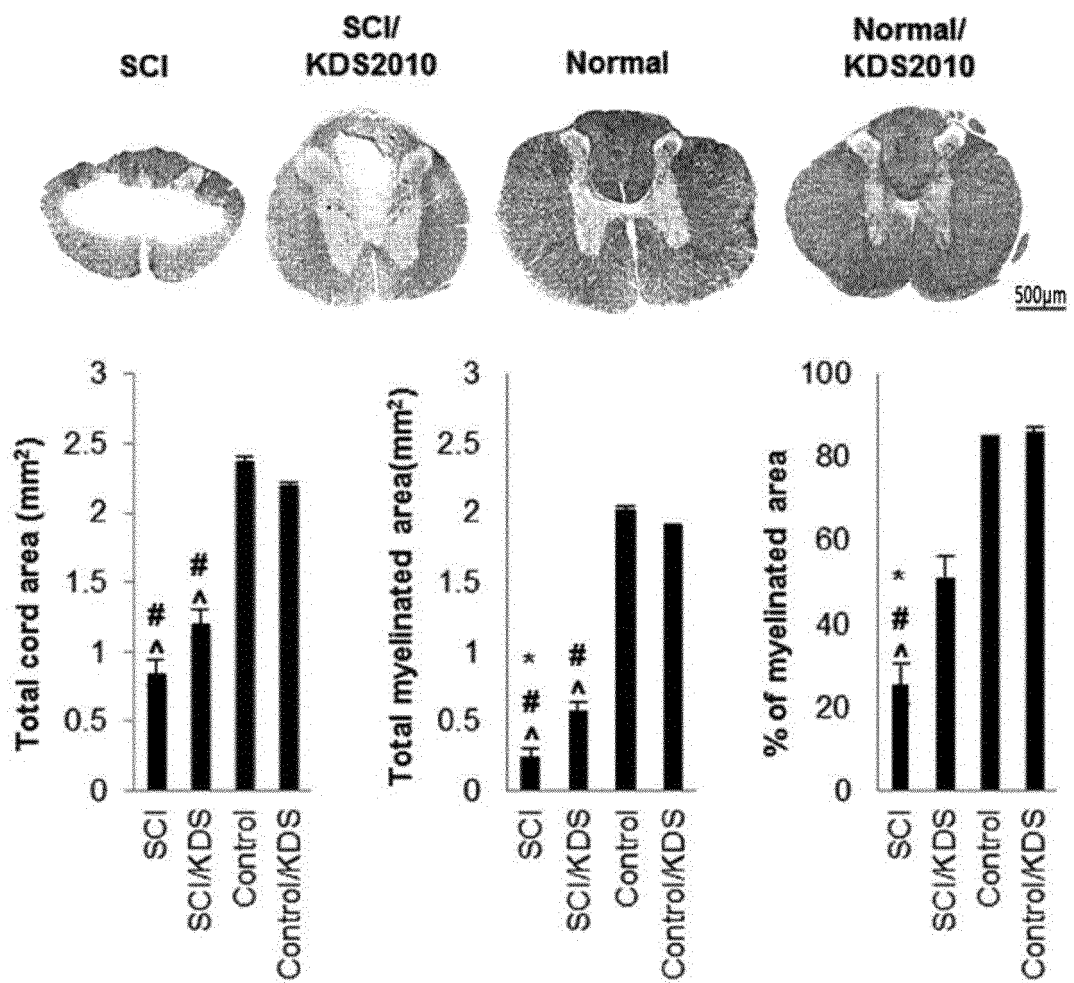 SCI
SCI/
KDS2010
Normal
Normal/
KDS2010
500μm
Total cord area (mm²)
3
2.5
2
1.5
1
0.5
0
#
^
#
^
SCI
SCI/KDS
Control
Control/KDS
Total myelinated area(mm²)
3
2.5
2
1.5
1
0.5
0
*
#
^
#
^
SCI
SCI/KDS
Control
Control/KDS
% of myelinated area
100
80
60
40
20
0
*
#
^
SCI
SCI/KDS
Control
Control/KDS